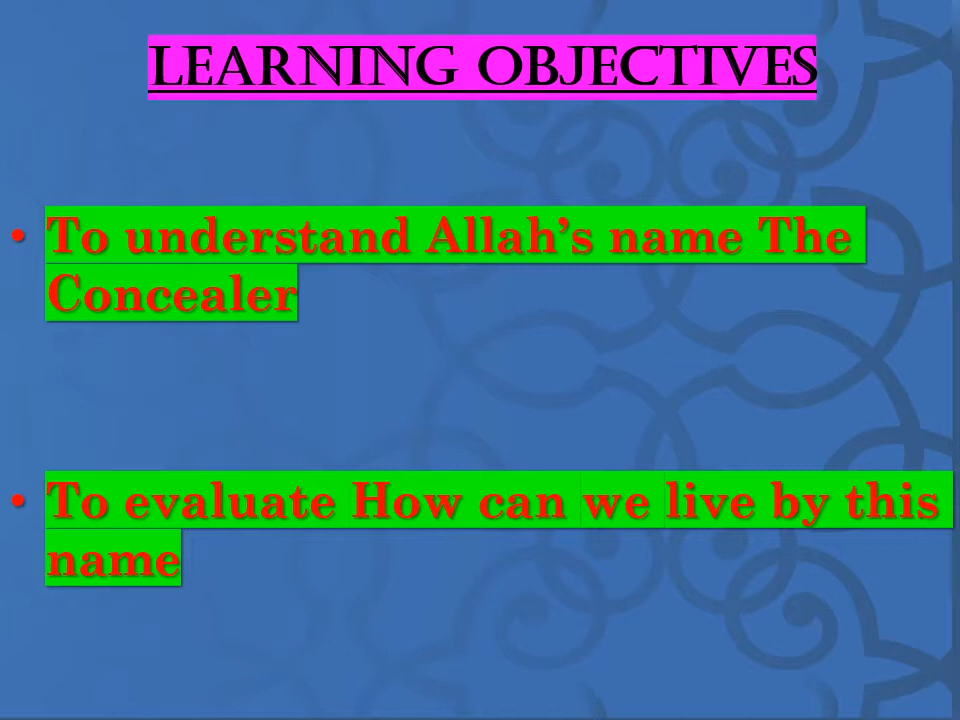 LEARNING OBJECTIVES
• To understand Allah’s name The
Concealer
• To evaluate How can we live by this
name